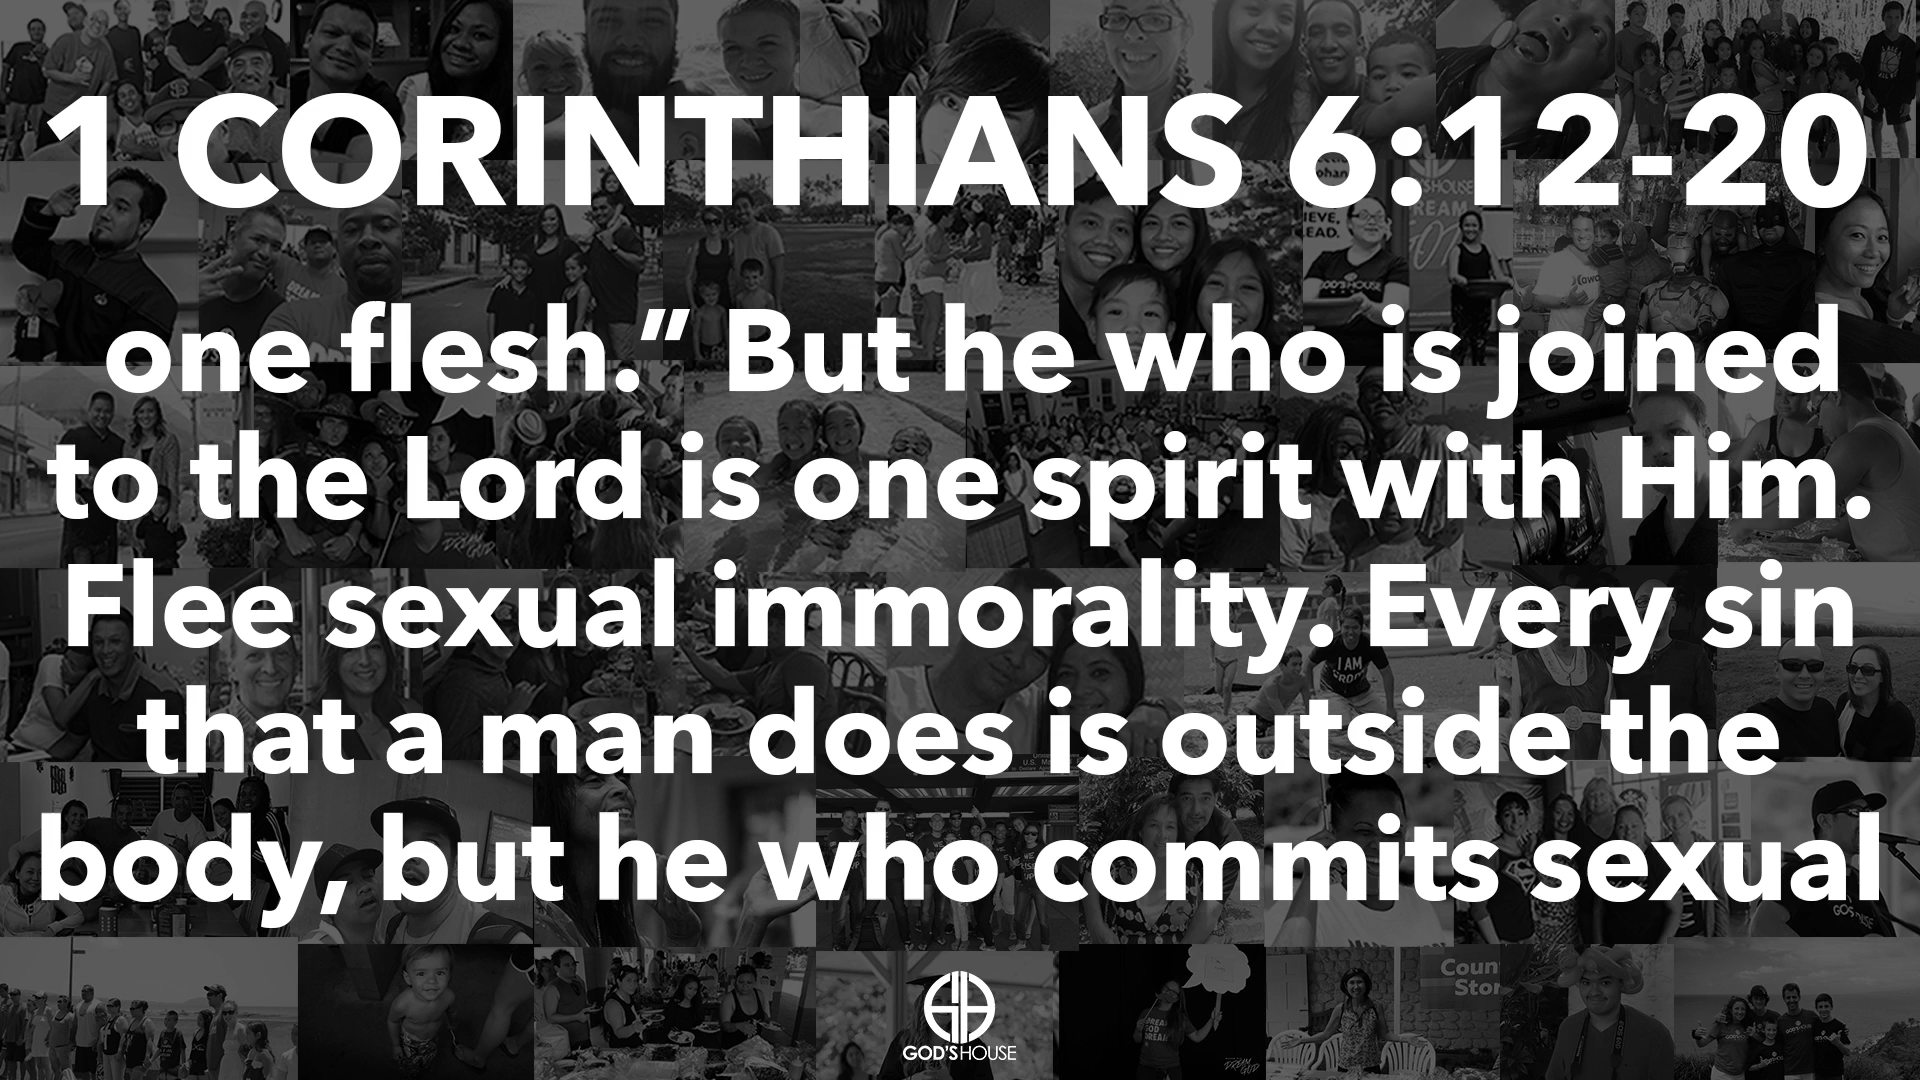 1 CORINTHIANS 6:12-20
one flesh.” But he who is joined
to the Lord is one spirit with Him.
Flee sexual immorality. Every sin
that a man does is outside the
body, but he who commits sexual
GOD'S HOUSE